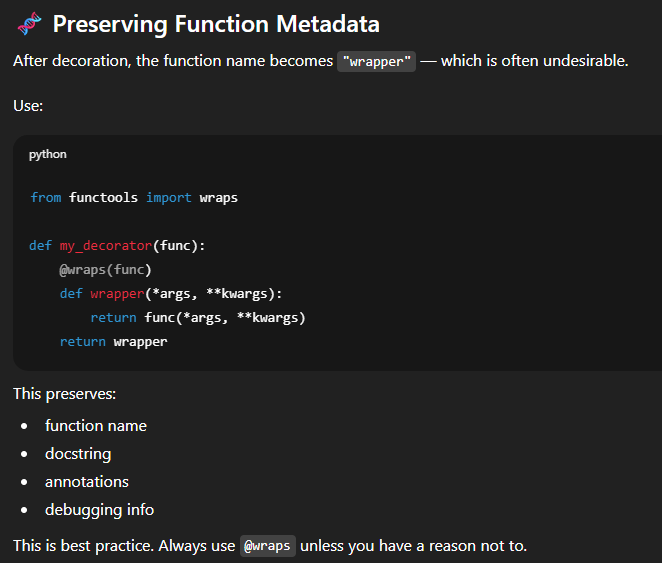 🧬 Preserving Function Metadata
After decoration, the function name becomes "wrapper" — which is often undesirable.
Use:
python
from functools import wraps
def my_decorator(func):
    @wraps(func)
    def wrapper(*args, **kwargs):
        return func(*args, **kwargs)
    return wrapper
This preserves:
• function name
• docstring
• annotations
• debugging info
This is best practice. Always use @wraps unless you have a reason not to.